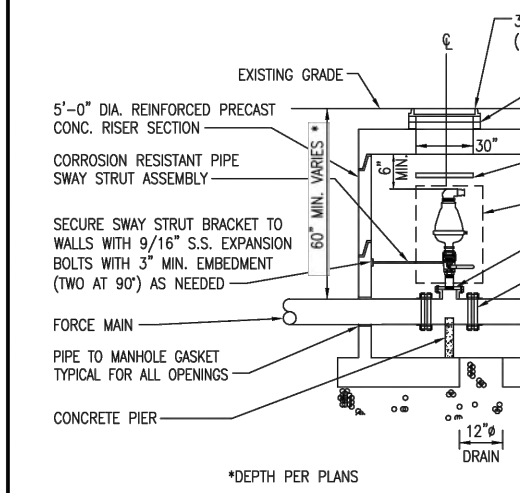 3
(
℄
EXISTING GRADE
5'-0" DIA. REINFORCED PRECAST
CONC. RISER SECTION
30"
6"
MIN.
60" MIN. VARIES *
CORROSION RESISTANT PIPE
SWAY STRUT ASSEMBLY
SECURE SWAY STRUT BRACKET TO
WALLS WITH 9/16" S.S. EXPANSION
BOLTS WITH 3" MIN. EMBEDMENT
(TWO AT 90°) AS NEEDED
FORCE MAIN
PIPE TO MANHOLE GASKET
TYPICAL FOR ALL OPENINGS
CONCRETE PIER
12"ø
DRAIN
*DEPTH PER PLANS